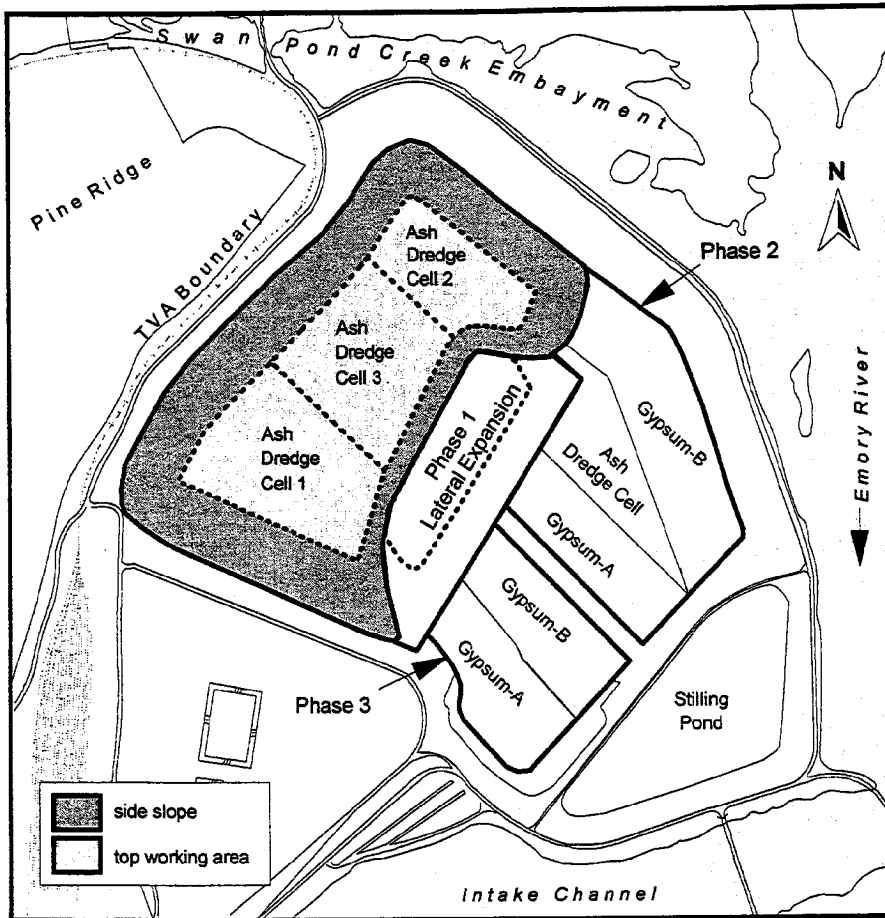 Swan Pond Creek Embayment
Pine Ridge
TVA Boundary
N
Ash
Dredge
Cell 2
Phase 2
Ash
Dredge
Cell 3
Ash
Dredge
Cell 1
Phase 1
Lateral Expansion
Gypsum-B
Ash
Dredge Cell
Gypsum-A
Emory River
Gypsum-B
Gypsum-A
Phase 3
Stilling
Pond
side slope
top working area
Intake Channel